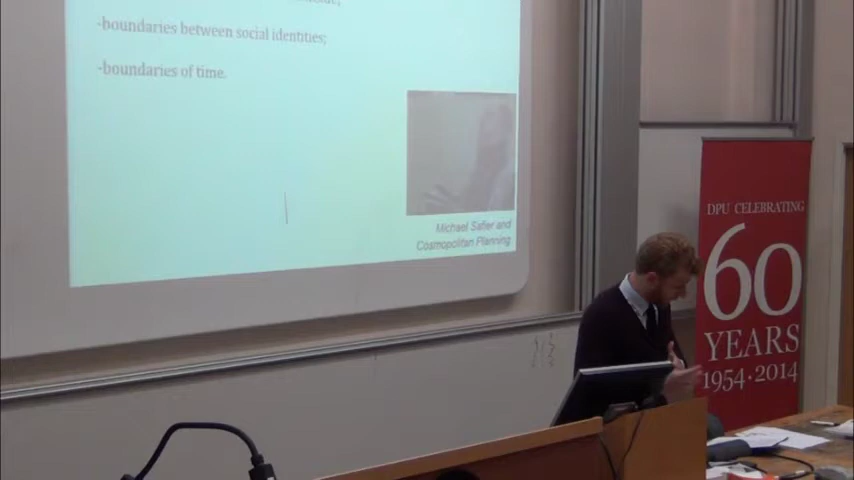 -boundaries between social identities;
-boundaries of time.
Michael Safier and
Cosmopolitan Planning
DPU CELEBRATING
60
YEARS
1954·2014